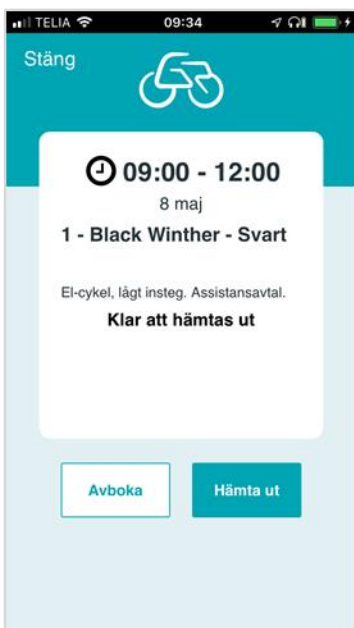 TELIA 09:34
Stäng
09:00 - 12:00
8 maj
1 - Black Winther - Svart
El-cykel, lågt insteg. Assistansavtal.
Klar att hämtas ut
Avboka Hämta ut